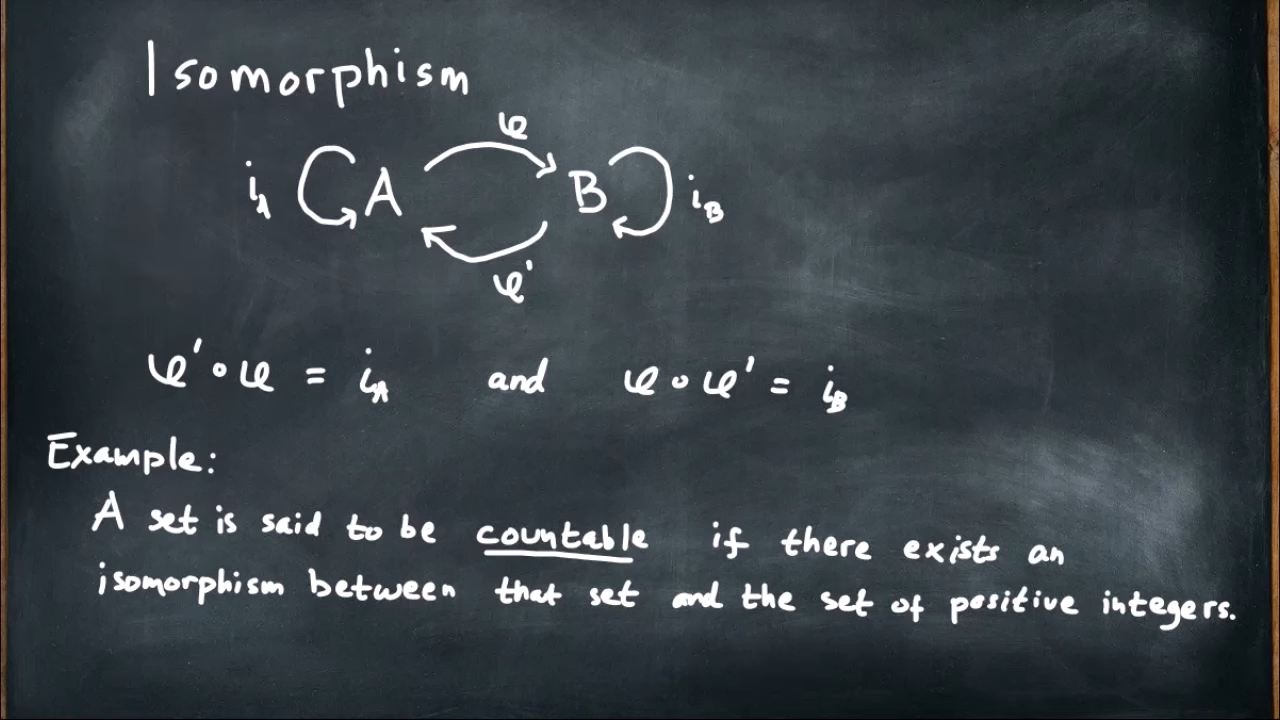 Isomorphism
φ
i_A A B i_B
φ'
φ' ∘ φ = i_A and φ ∘ φ' = i_B
Example:
A set is said to be countable if there exists an
isomorphism between that set and the set of positive integers.